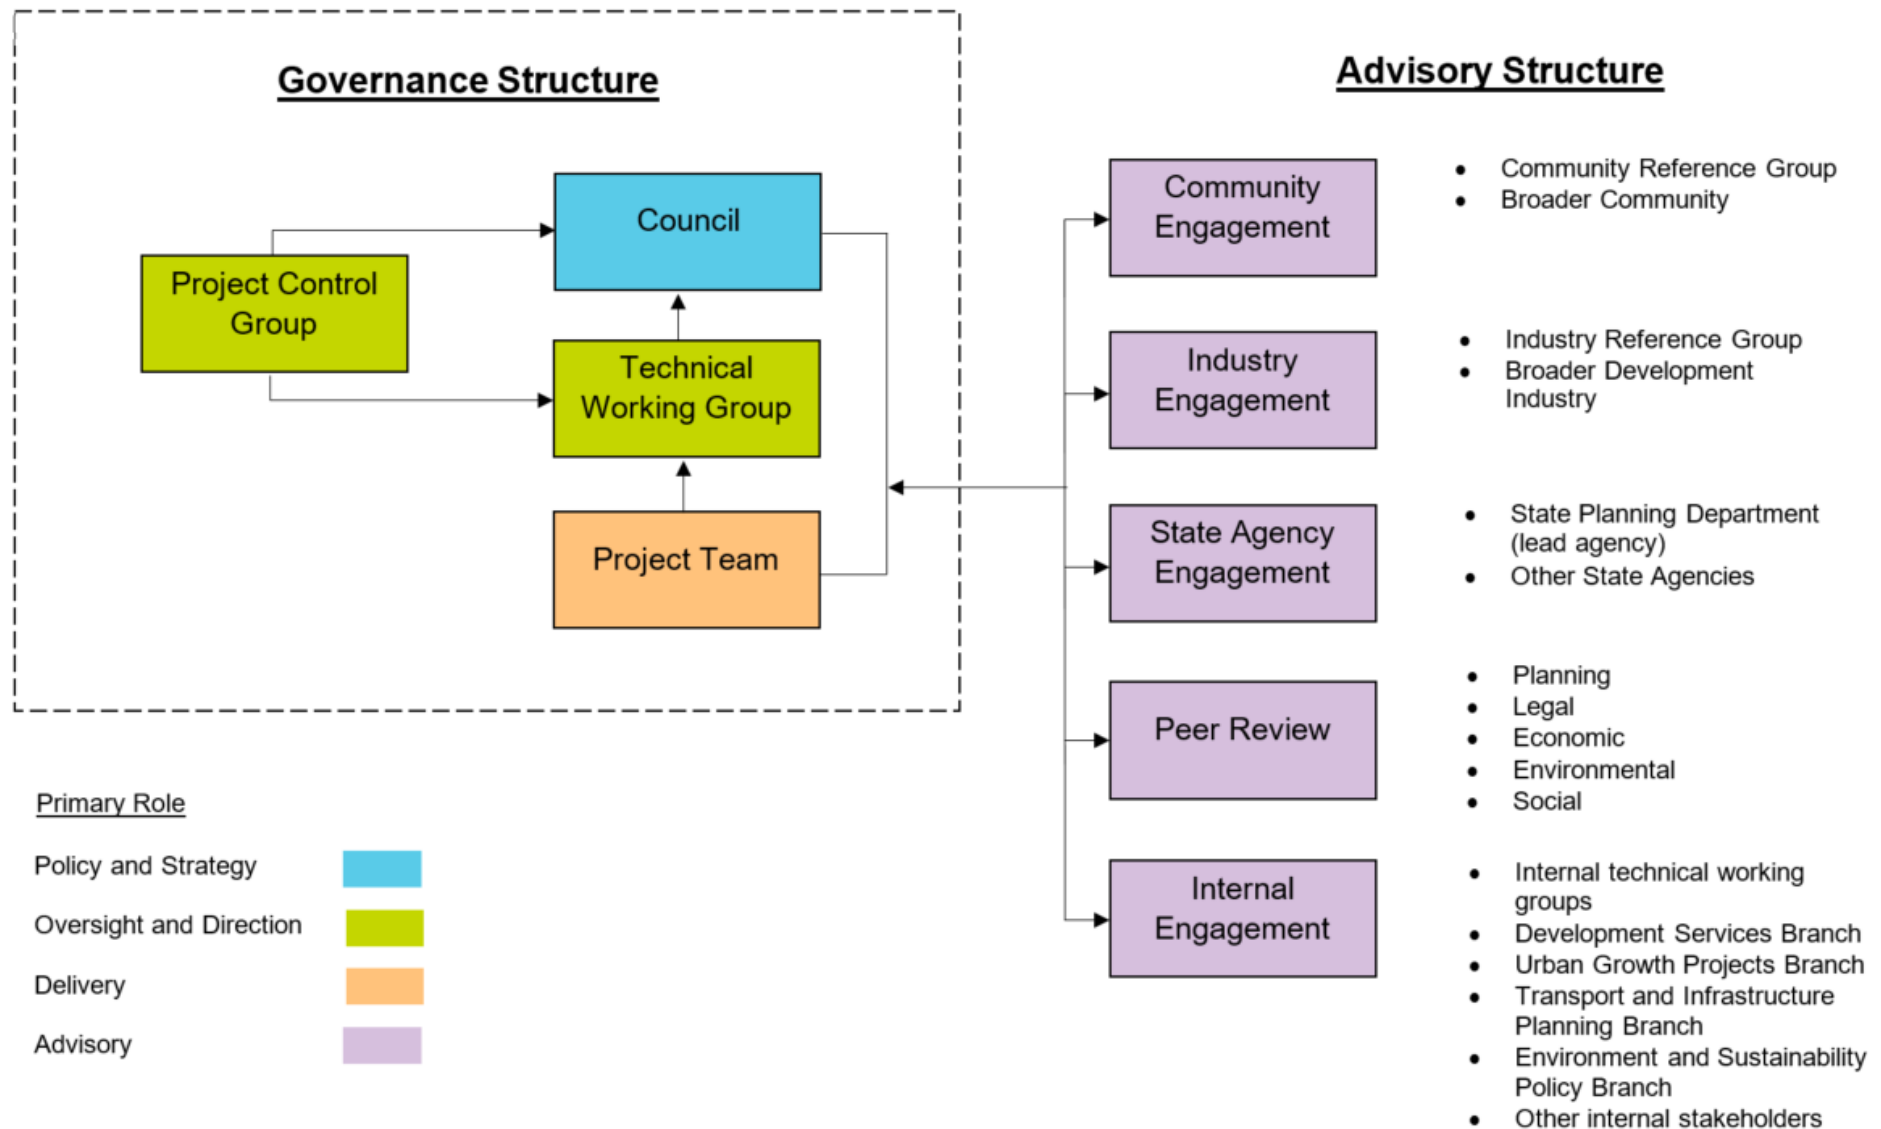 Governance Structure
Council
Project Control
Group
Technical
Working Group
Project Team
Advisory Structure
Community
Engagement
• Community Reference Group
• Broader Community
Industry
Engagement
• Industry Reference Group
• Broader Development
Industry
State Agency
Engagement
• State Planning Department
(lead agency)
• Other State Agencies
Peer Review
• Planning
• Legal
• Economic
• Environmental
• Social
Internal
Engagement
• Internal technical working
groups
• Development Services Branch
• Urban Growth Projects Branch
• Transport and Infrastructure
Planning Branch
• Environment and Sustainability
Policy Branch
• Other internal stakeholders
Primary Role
Policy and Strategy
Oversight and Direction
Delivery
Advisory